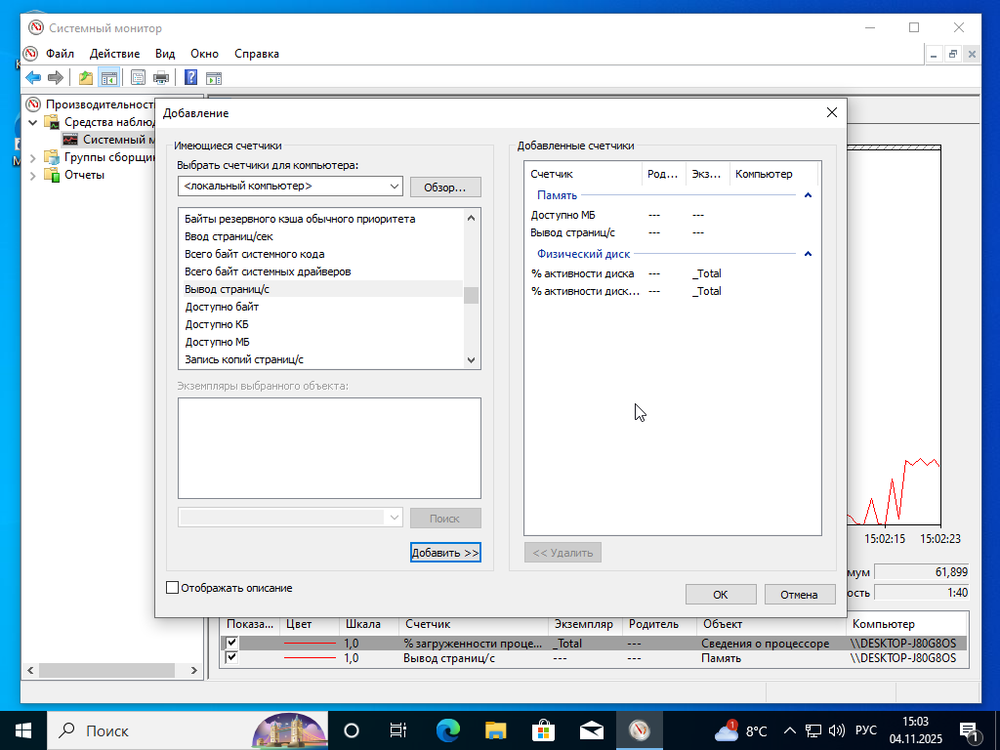 Системный монитор
Файл Действие Вид Окно Справка
Производительност
Средства наблюд
Системный м
Группы сборщи
Отчеты
Добавление
Имеющиеся счетчики
Выбрать счетчики для компьютера:
<локальный компьютер>
Обзор...
Байты резервного кэша обычного приоритета
Ввод страниц/сек
Всего байт системного кода
Всего байт системных драйверов
Вывод страниц/с
Доступно байт
Доступно КБ
Доступно МБ
Запись копий страниц/с
Экземпляры выбранного объекта:
Поиск
Добавить >>
Отображать описание
Добавленные счетчики
Счетчик Род... Экз... Компьютер
Память
Доступно МБ --- ---
Вывод страниц/с --- ---
Физический диск
% активности диска --- _Total
% активности диск... --- _Total
<< Удалить
ОК Отмена
15:02:15 15:02:23
мум 61,899
ость 1:40
Показа... Цвет Шкала Счетчик Экземпляр Родитель Объект Компьютер
1,0 % загруженности проце... _Total --- Сведения о процессоре \\DESKTOP-J80G8OS
1,0 Вывод страниц/с --- --- Память \\DESKTOP-J80G8OS
Поиск
1
8°C
РУС
15:03
04.11.2025
1